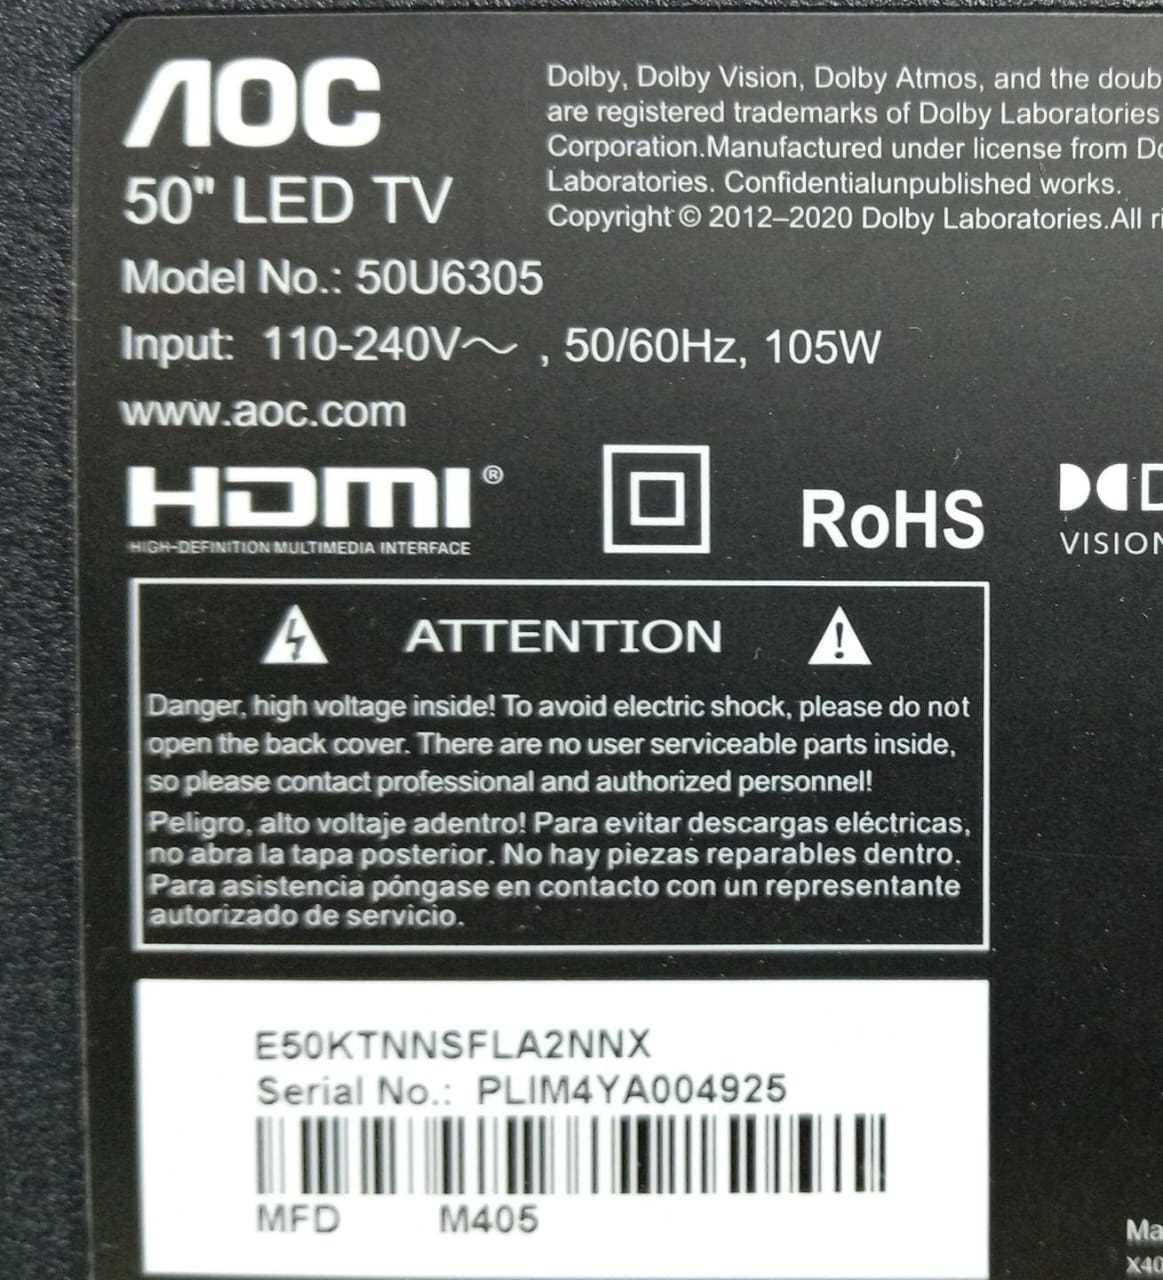 AOC
50" LED TV
Model No.: 50U6305
Input: 110-240V～ , 50/60Hz, 105W
www.aoc.com
Dolby, Dolby Vision, Dolby Atmos, and the doub
are registered trademarks of Dolby Laboratories
Corporation.Manufactured under license from Do
Laboratories. Confidentialunpublished works.
Copyright © 2012–2020 Dolby Laboratories.All ri
HDMI®
HIGH-DEFINITION MULTIMEDIA INTERFACE
RoHS
VISION
ATTENTION
Danger, high voltage inside! To avoid electric shock, please do not
open the back cover. There are no user serviceable parts inside,
so please contact professional and authorized personnel!
Peligro, alto voltaje adentro! Para evitar descargas eléctricas,
no abra la tapa posterior. No hay piezas reparables dentro.
Para asistencia póngase en contacto con un representante
autorizado de servicio.
E50KTNNSFLA2NNX
Serial No.: PLIM4YA004925
MFD M405
Ma
X40